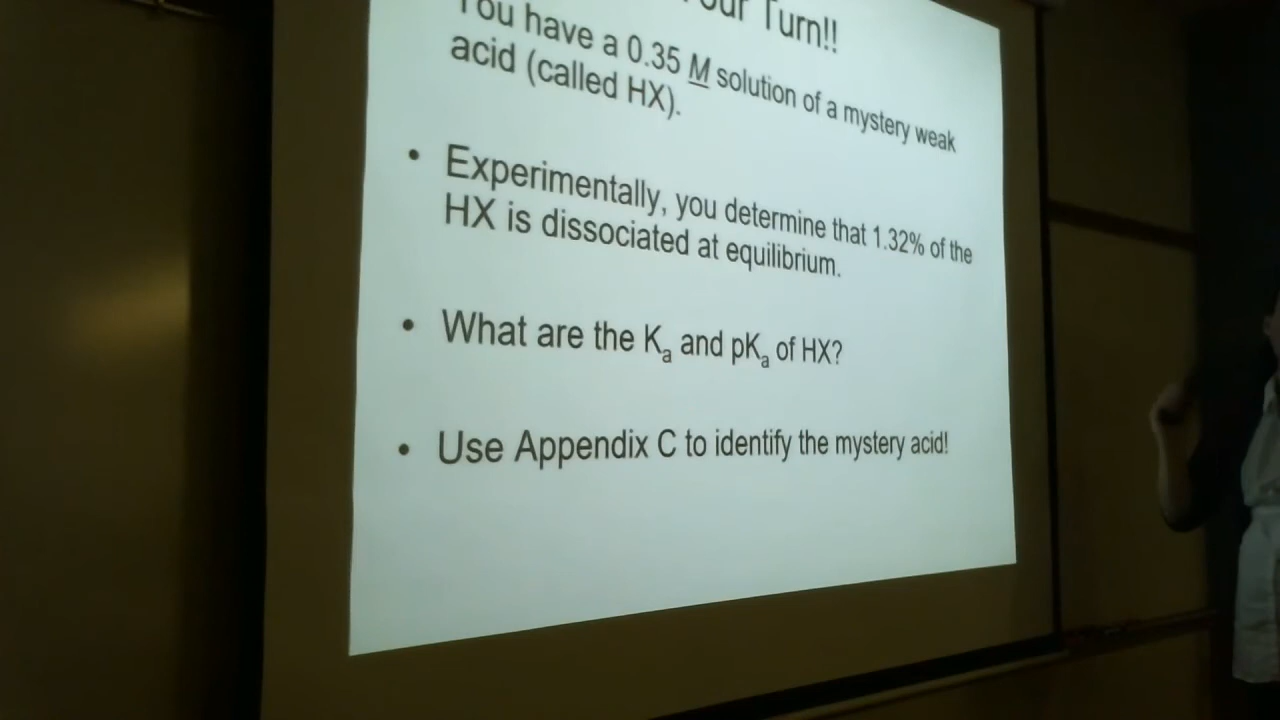 our Turn!!
You have a 0.35 M solution of a mystery weak
acid (called HX).
• Experimentally, you determine that 1.32% of the
HX is dissociated at equilibrium.
• What are the Ka and pKa of HX?
• Use Appendix C to identify the mystery acid!